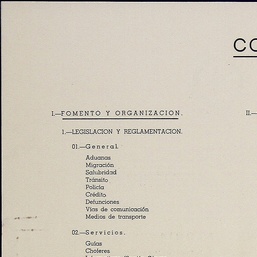 CO
I.—FOMENTO Y ORGANIZACION.
1.—LEGISLACION Y REGLAMENTACION.
01.—General.
Aduanas
Migración
Salubridad
Tránsito
Policía
Crédito
Defunciones
Vías de comunicación
Medios de transporte
02.—Servicios.
Guías
Choferes
II.—